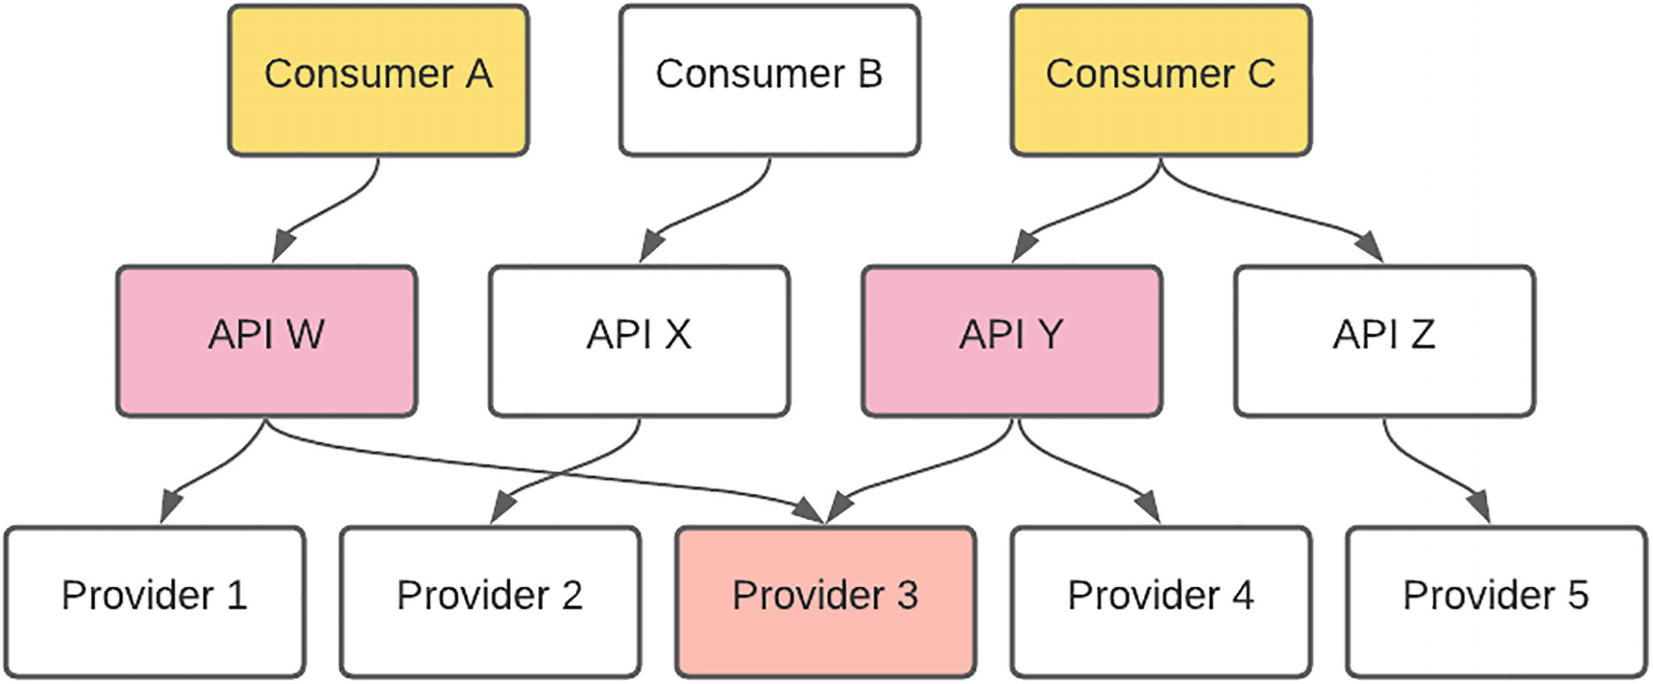 Consumer A
Consumer B
Consumer C
API W
API X
API Y
API Z
Provider 1
Provider 2
Provider 3
Provider 4
Provider 5